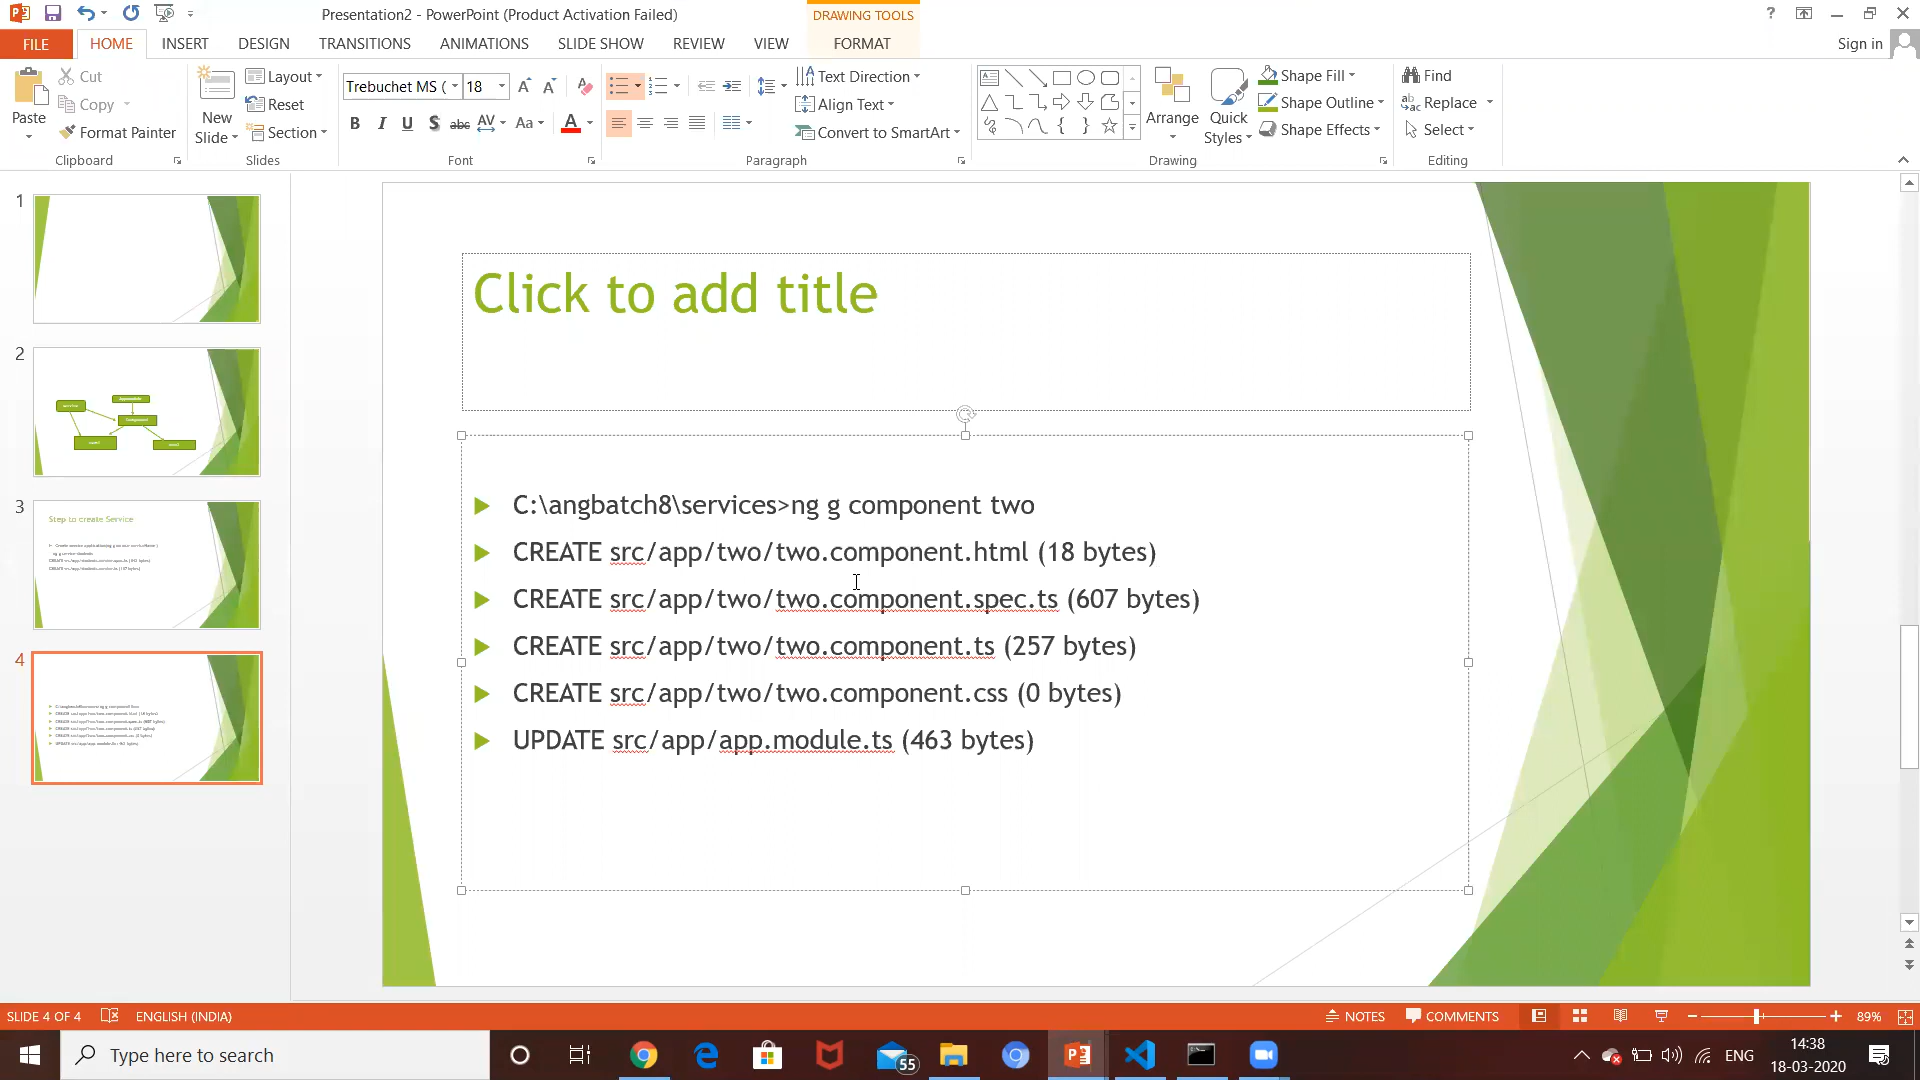 Presentation2 - PowerPoint (Product Activation Failed)
DRAWING TOOLS
FILE HOME INSERT DESIGN TRANSITIONS ANIMATIONS SLIDE SHOW REVIEW VIEW FORMAT
Sign in
Paste
Cut
Copy
Format Painter
Clipboard
New Slide
Layout
Reset
Section
Slides
Trebuchet MS (
18
Font
Text Direction
Align Text
Convert to SmartArt
Paragraph
Arrange
Quick Styles
Shape Fill
Shape Outline
Shape Effects
Drawing
Find
Replace
Select
Editing
1
2
3
Step to create Service
4
Click to add title
C:\angbatch8\services>ng g component two
CREATE src/app/two/two.component.html (18 bytes)
CREATE src/app/two/two.component.spec.ts (607 bytes)
CREATE src/app/two/two.component.ts (257 bytes)
CREATE src/app/two/two.component.css (0 bytes)
UPDATE src/app/app.module.ts (463 bytes)
SLIDE 4 OF 4
ENGLISH (INDIA)
NOTES
COMMENTS
89%
Type here to search
55
ENG
14:38
18-03-2020